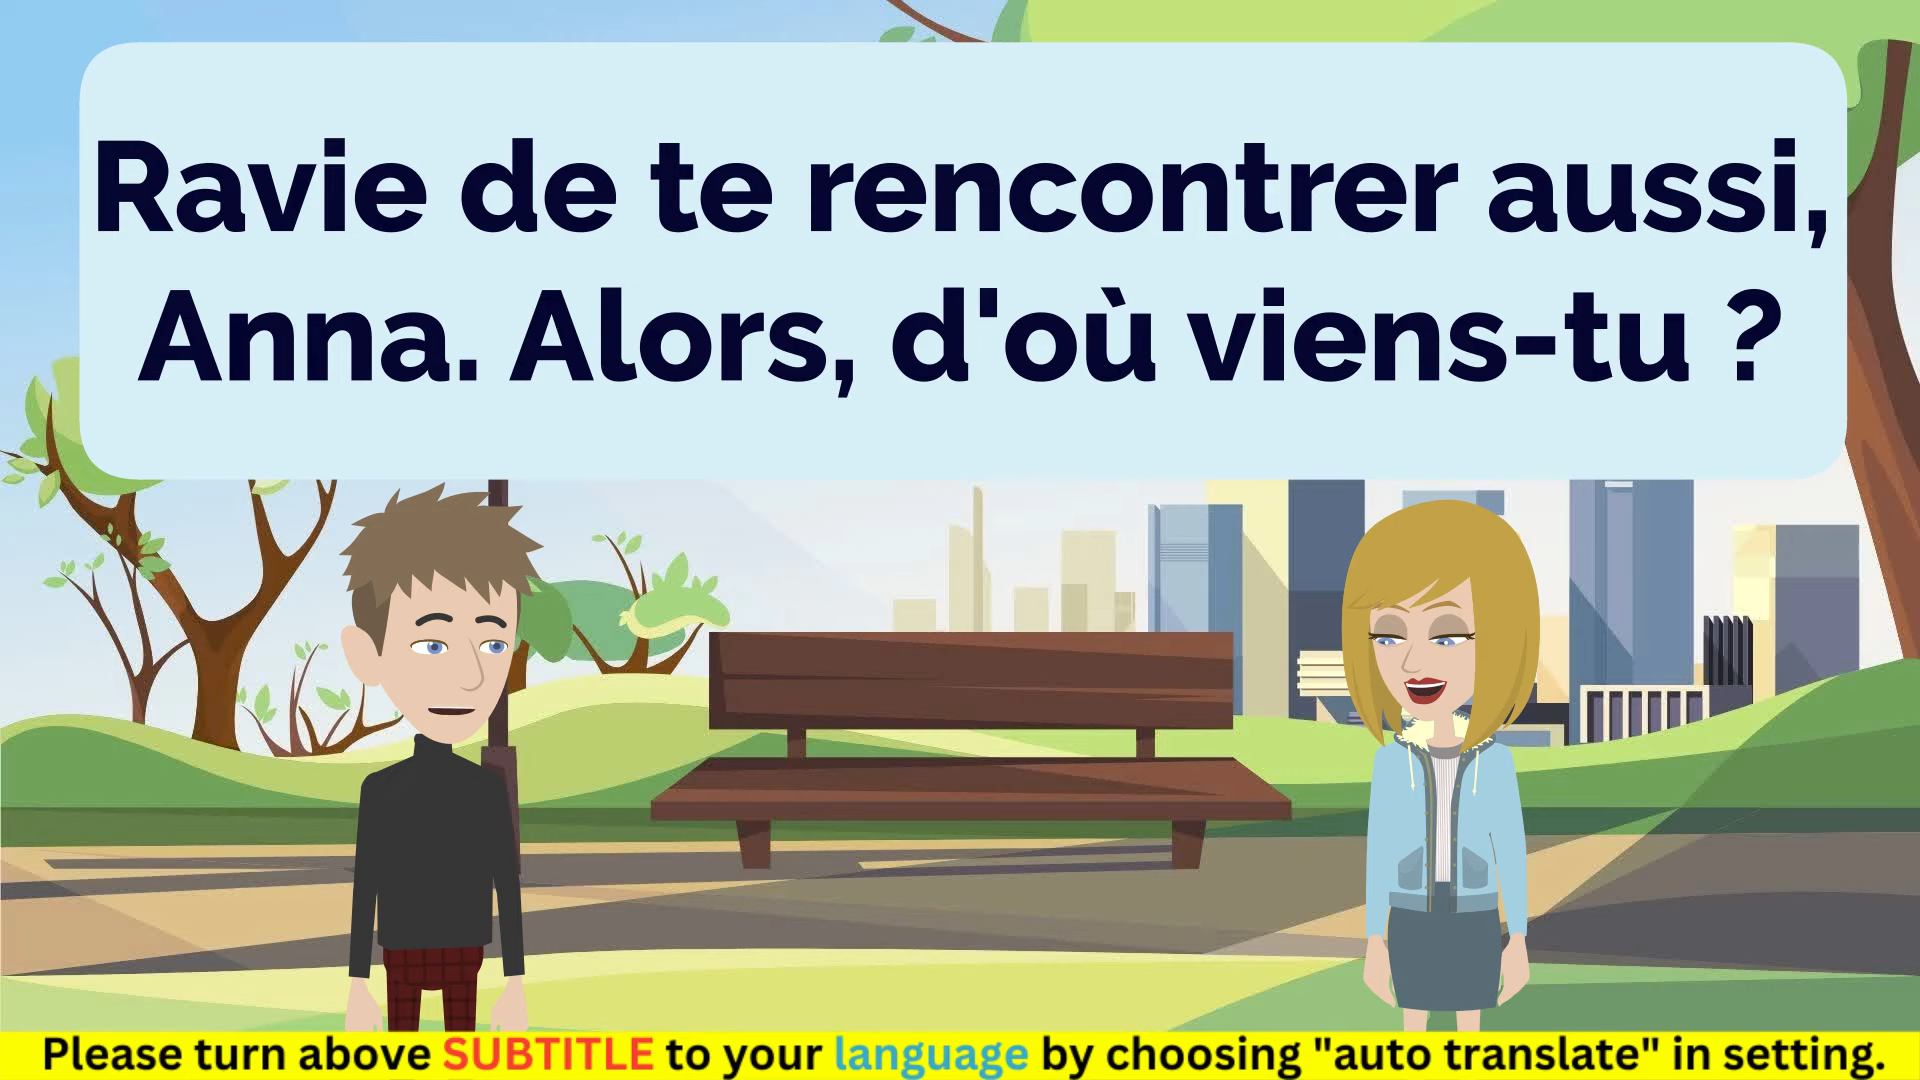 Ravie de te rencontrer aussi,
Anna. Alors, d'où viens-tu ?
Please turn above SUBTITLE to your language by choosing "auto translate" in setting.